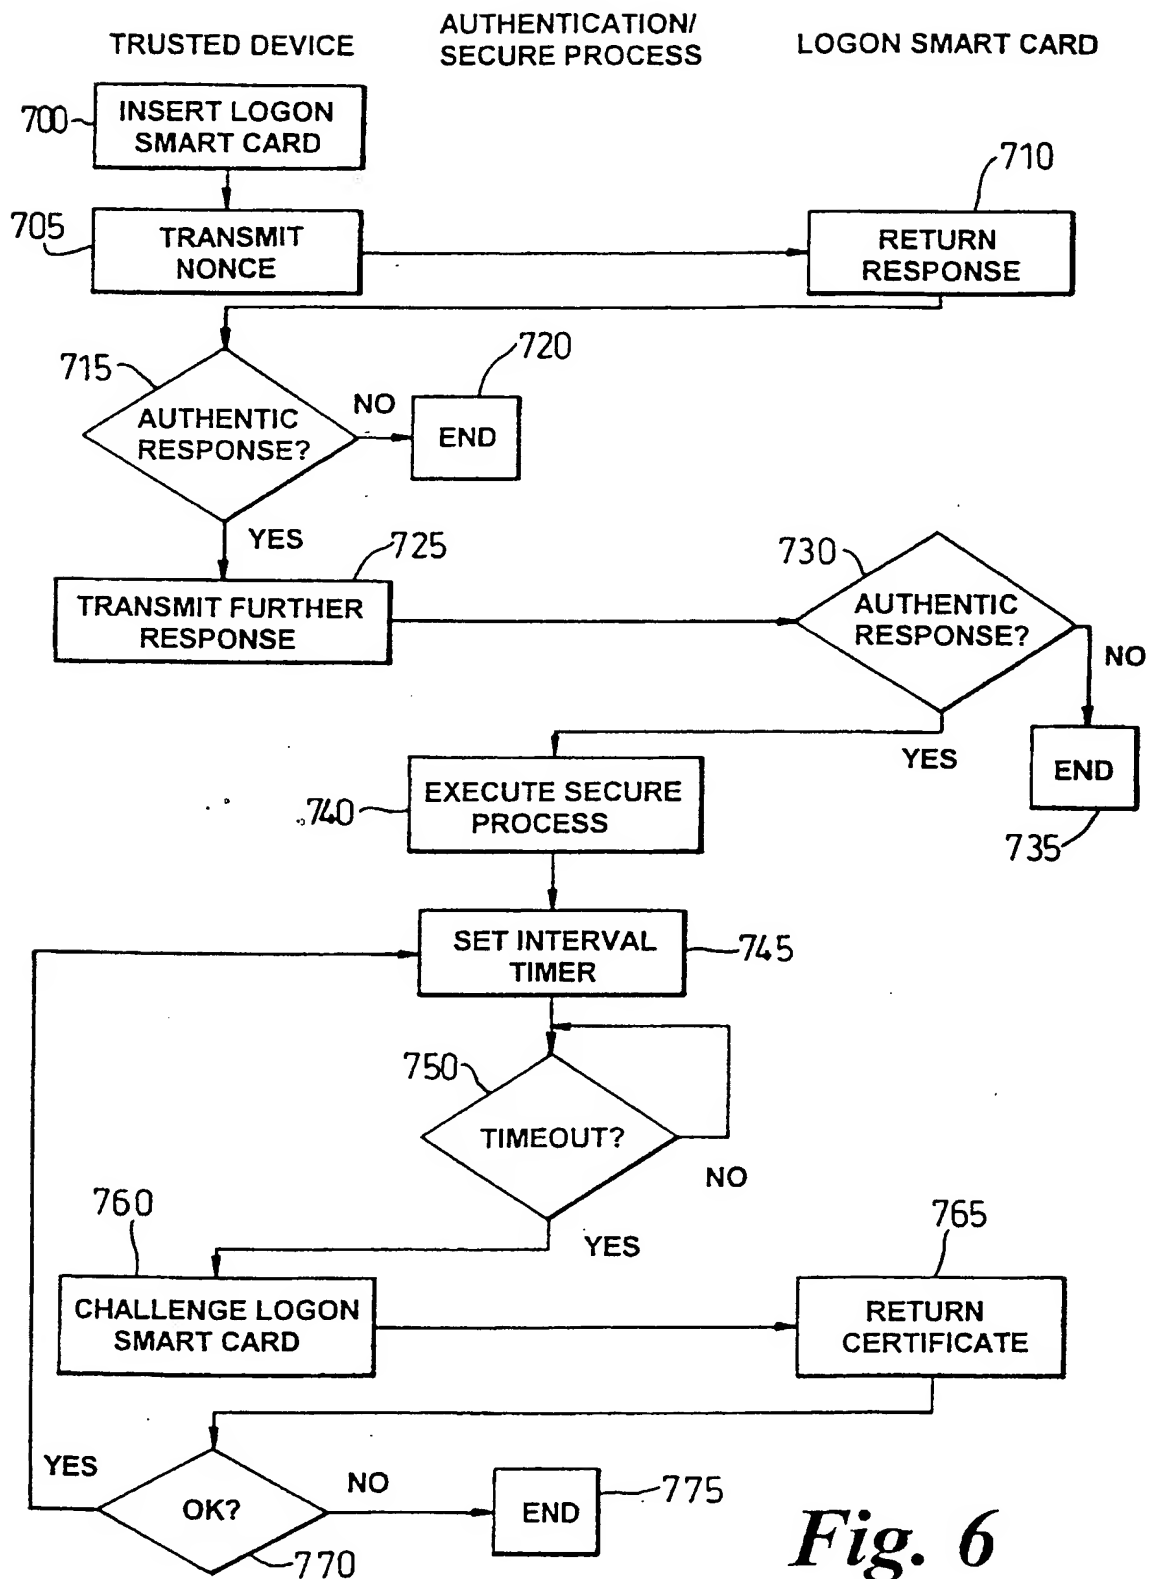 TRUSTED DEVICE
AUTHENTICATION/
SECURE PROCESS
LOGON SMART CARD
700
INSERT LOGON
SMART CARD
705
TRANSMIT
NONCE
710
RETURN
RESPONSE
715
AUTHENTIC
RESPONSE?
NO
720
END
YES
725
TRANSMIT FURTHER
RESPONSE
730
AUTHENTIC
RESPONSE?
NO
YES
END
735
740
EXECUTE SECURE
PROCESS
SET INTERVAL
TIMER
745
750
TIMEOUT?
NO
YES
760
CHALLENGE LOGON
SMART CARD
765
RETURN
CERTIFICATE
YES
OK?
770
NO
END
775
Fig. 6